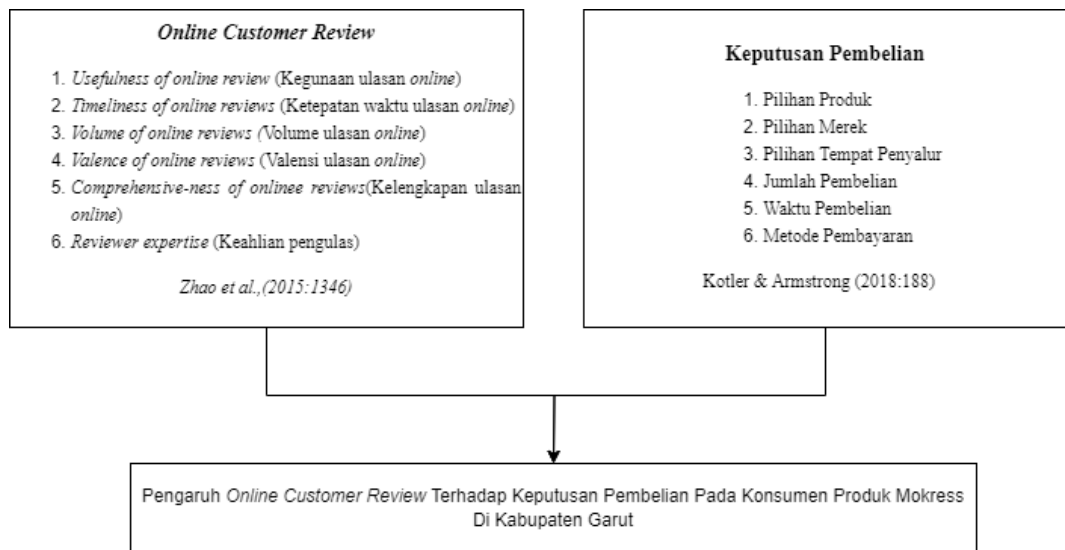 Online Customer Review
1. Usefulness of online review (Kegunaan ulasan online)
2. Timeliness of online reviews (Ketepatan waktu ulasan online)
3. Volume of online reviews (Volume ulasan online)
4. Valence of online reviews (Valensi ulasan online)
5. Comprehensive-ness of onlinee reviews(Kelengkapan ulasan
online)
6. Reviewer expertise (Keahlian pengulas)
Zhao et al.,(2015:1346)
Keputusan Pembelian
1. Pilihan Produk
2. Pilihan Merek
3. Pilihan Tempat Penyalur
4. Jumlah Pembelian
5. Waktu Pembelian
6. Metode Pembayaran
Kotler & Armstrong (2018:188)
Pengaruh Online Customer Review Terhadap Keputusan Pembelian Pada Konsumen Produk Mokress
Di Kabupaten Garut